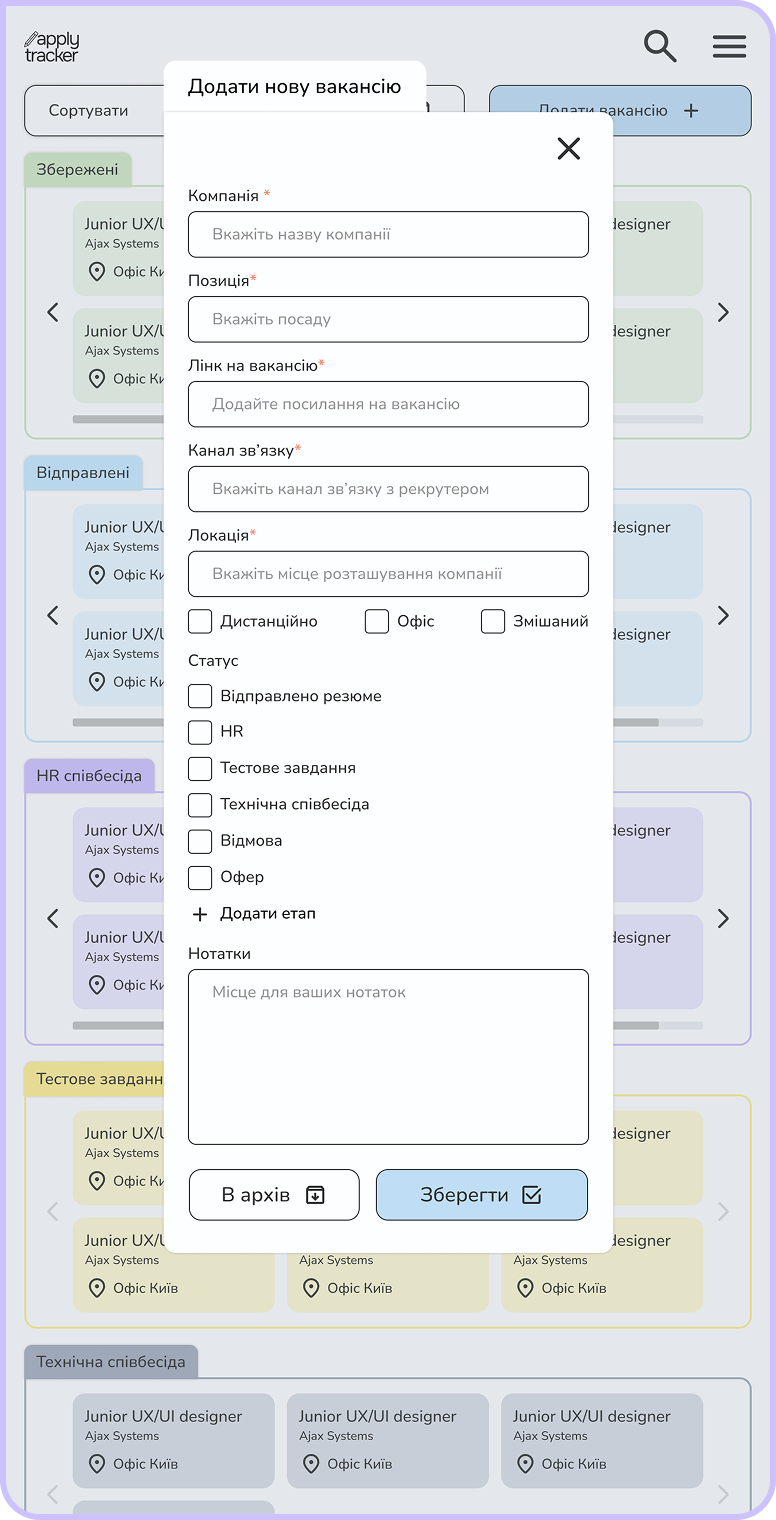 apply
tracker
Сортувати
Додати вакансію
Додати нову вакансію
Збережені
Junior UX/U
designer
Ajax Systems
Офіс Ки
Junior UX/U
designer
Ajax Systems
Офіс Ки
Відправлені
Junior UX/U
designer
Ajax Systems
Офіс Ки
Junior UX/U
designer
Ajax Systems
Офіс Ки
HR співбесіда
Junior UX/U
designer
Ajax Systems
Офіс Ки
Junior UX/U
designer
Ajax Systems
Офіс Ки
Тестове завданн
Junior UX/U
designer
Ajax Systems
Офіс Ки
Junior UX/U
designer
Ajax Systems
Ajax Systems
Ajax Systems
Офіс Київ
Офіс Київ
Офіс Київ
Компанія *
Вкажіть назву компанії
Позиція*
Вкажіть посаду
Лінк на вакансію*
Додайте посилання на вакансію
Канал зв’язку*
Вкажіть канал зв’язку з рекрутером
Локація*
Вкажіть місце розташування компанії
Дистанційно
Офіс
Змішаний
Статус
Відправлено резюме
HR
Тестове завдання
Технічна співбесіда
Відмова
Офер
+ Додати етап
Нотатки
Місце для ваших нотаток
В архів
Зберегти
Технічна співбесіда
Junior UX/UI designer
Junior UX/UI designer
Junior UX/UI designer
Ajax Systems
Ajax Systems
Ajax Systems
Офіс Київ
Офіс Київ
Офіс Київ